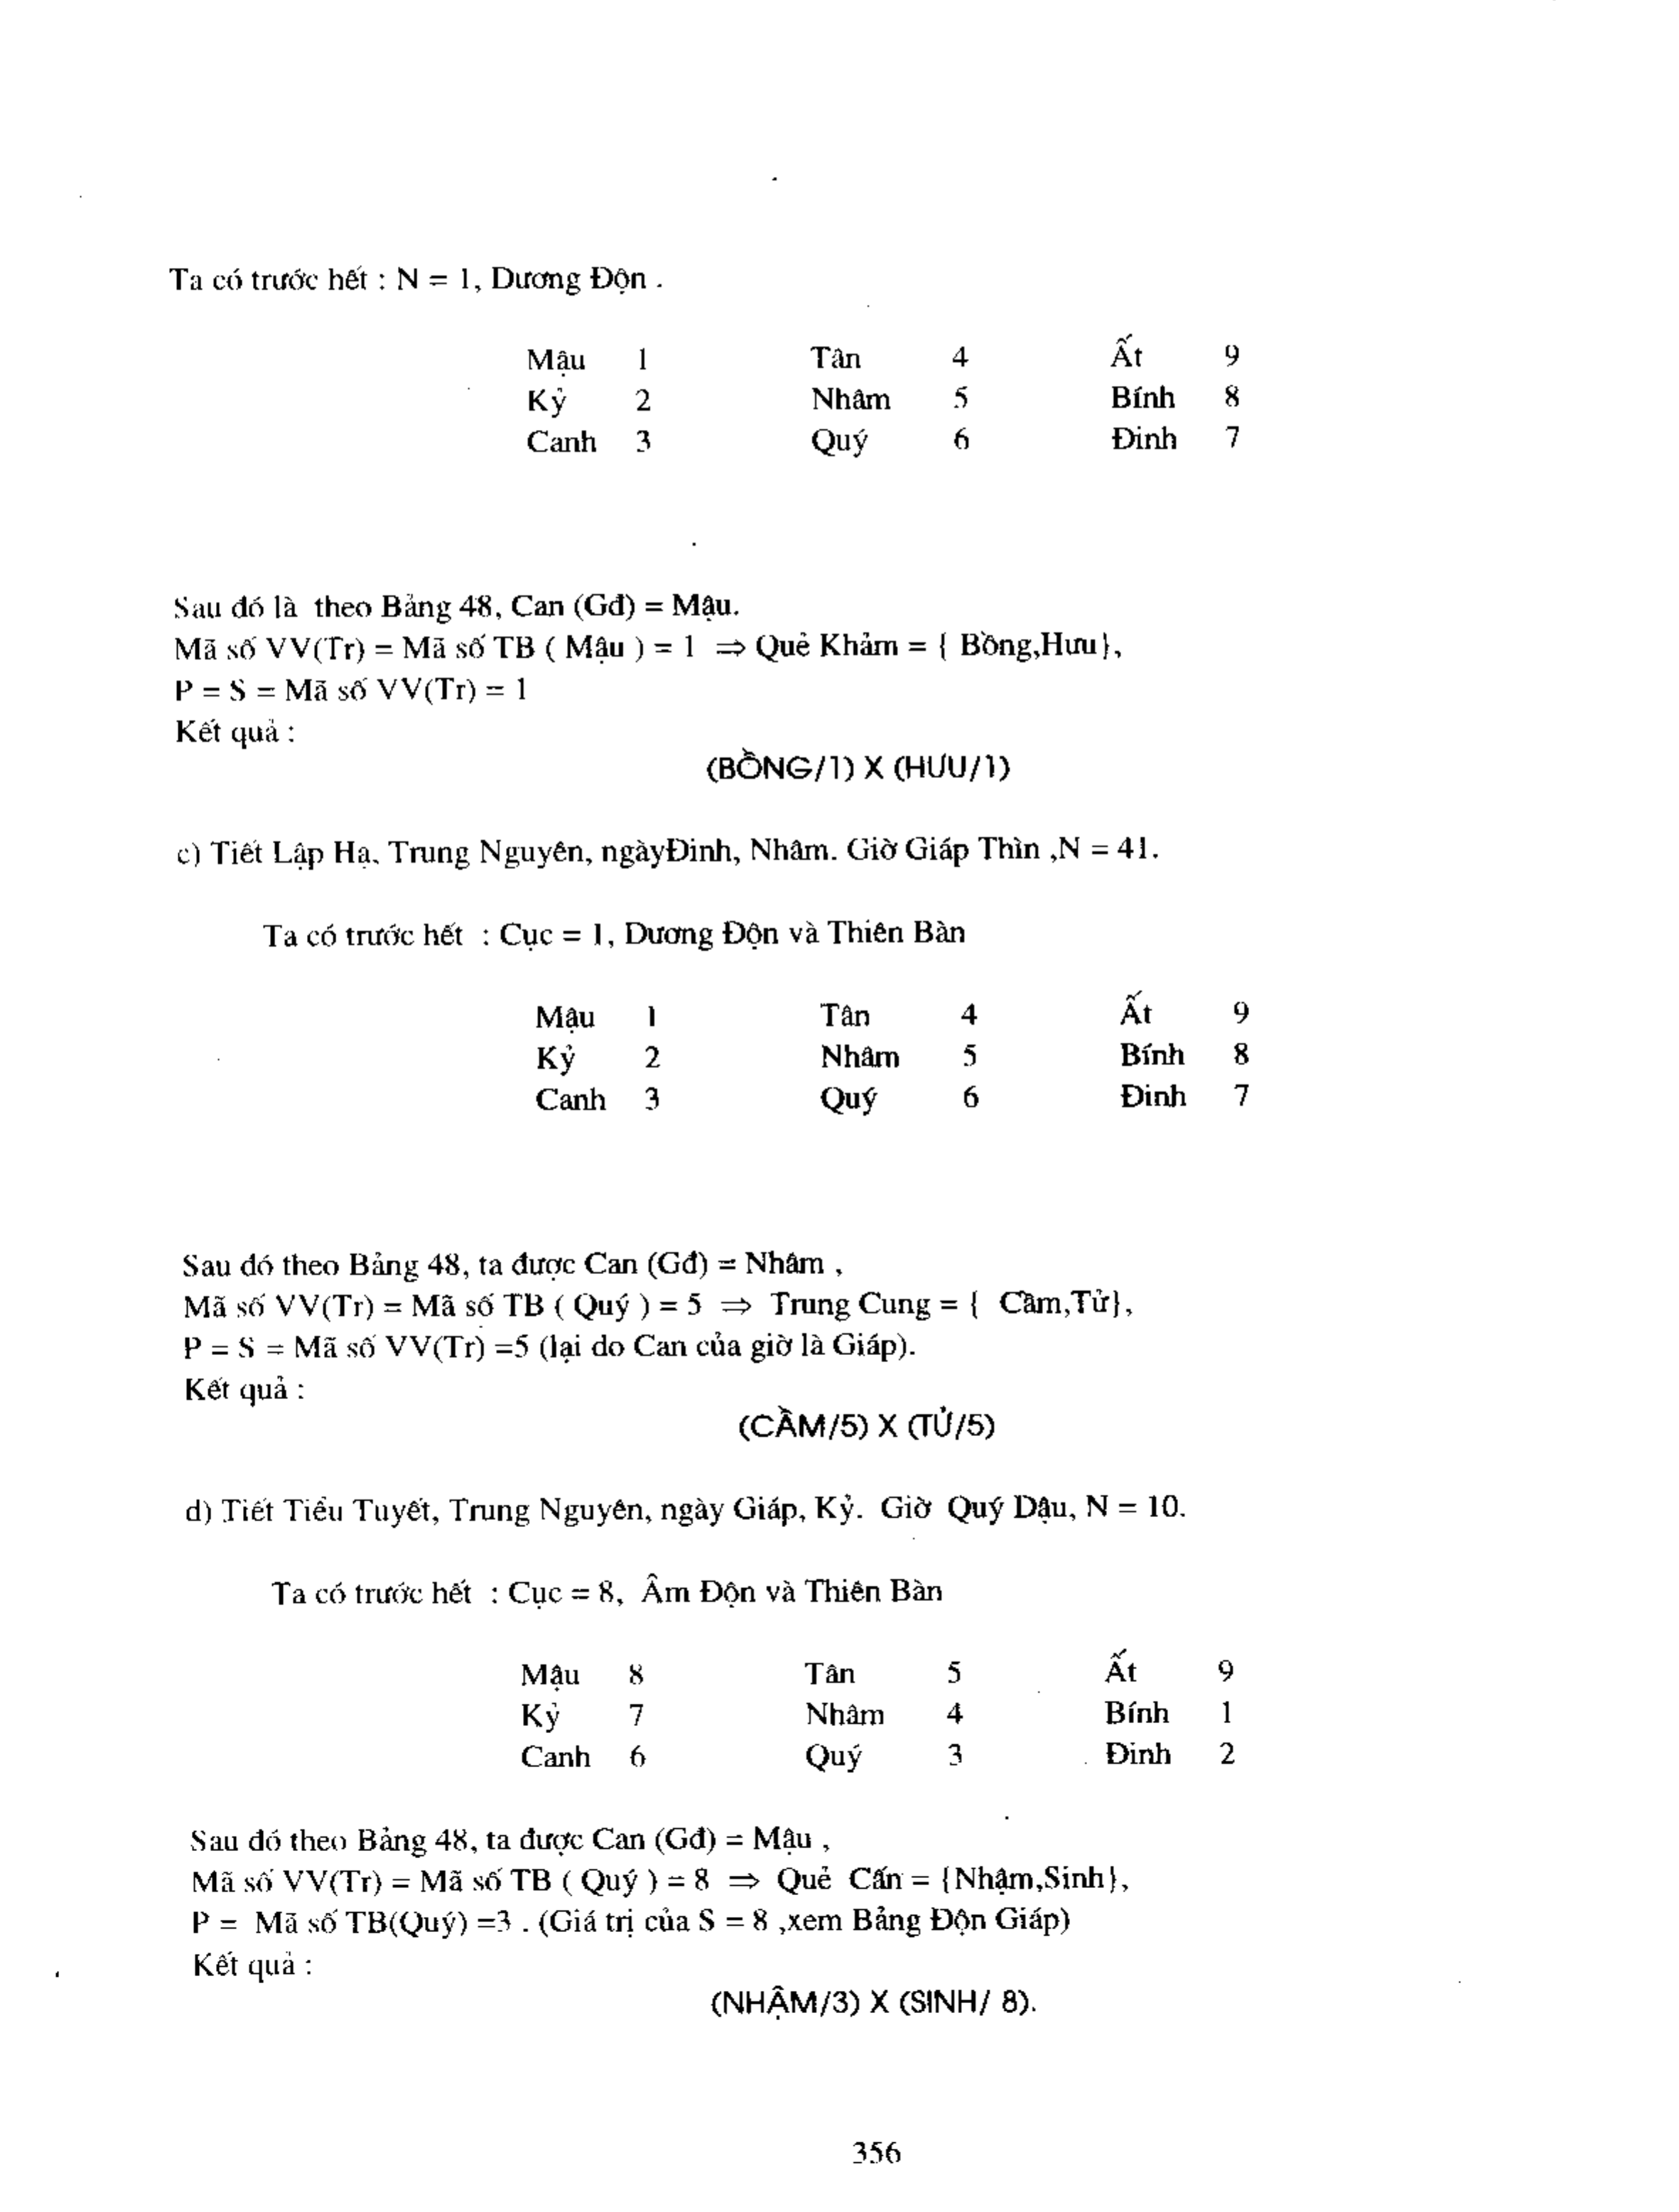 Ta có trước hết : N = 1, Dương Độn .
Mậu 1 Tân 4 Ất 9
Kỷ 2 Nhâm 5 Bính 8
Canh 3 Quý 6 Đinh 7
Sau đó là theo Bảng 48, Can (Gđ) = Mậu.
Mã số VV(Tr) = Mã số TB ( Mậu ) = 1 ⇒ Quẻ Khảm = { Bồng,Hưu},
P = S = Mã số VV(Tr) = 1
Kết quả :
(BỒNG/1) X (HƯU/1)
c) Tiết Lập Hạ, Trung Nguyên, ngàyĐinh, Nhâm. Giờ Giáp Thìn ,N = 41.
Ta có trước hết : Cục = 1, Dương Độn và Thiên Bàn
Mậu 1 Tân 4 Ất 9
Kỷ 2 Nhâm 5 Bính 8
Canh 3 Quý 6 Đinh 7
Sau đó theo Bảng 48, ta được Can (Gđ) = Nhâm ,
Mã số VV(Tr) = Mã số TB ( Quý ) = 5 ⇒ Trung Cung = { Cầm,Tử},
P = S = Mã số VV(Tr) =5 (lại do Can của giờ là Giáp).
Kết quả :
(CẦM/5) X (TỬ/5)
d) Tiết Tiểu Tuyết, Trung Nguyên, ngày Giáp, Kỷ. Giờ Quý Dậu, N = 10.
Ta có trước hết : Cục = 8, Âm Độn và Thiên Bàn
Mậu 8 Tân 5 Ất 9
Kỷ 7 Nhâm 4 Bính 1
Canh 6 Quý 3 Đinh 2
Sau đó theo Bảng 48, ta được Can (Gđ) = Mậu ,
Mã số VV(Tr) = Mã số TB ( Quý ) = 8 ⇒ Quẻ Cấn = {Nhậm,Sinh},
P = Mã số TB(Quý) =3 . (Giá trị của S = 8 ,xem Bảng Độn Giáp)
Kết quả :
(NHẬM/3) X (SINH/ 8).
356